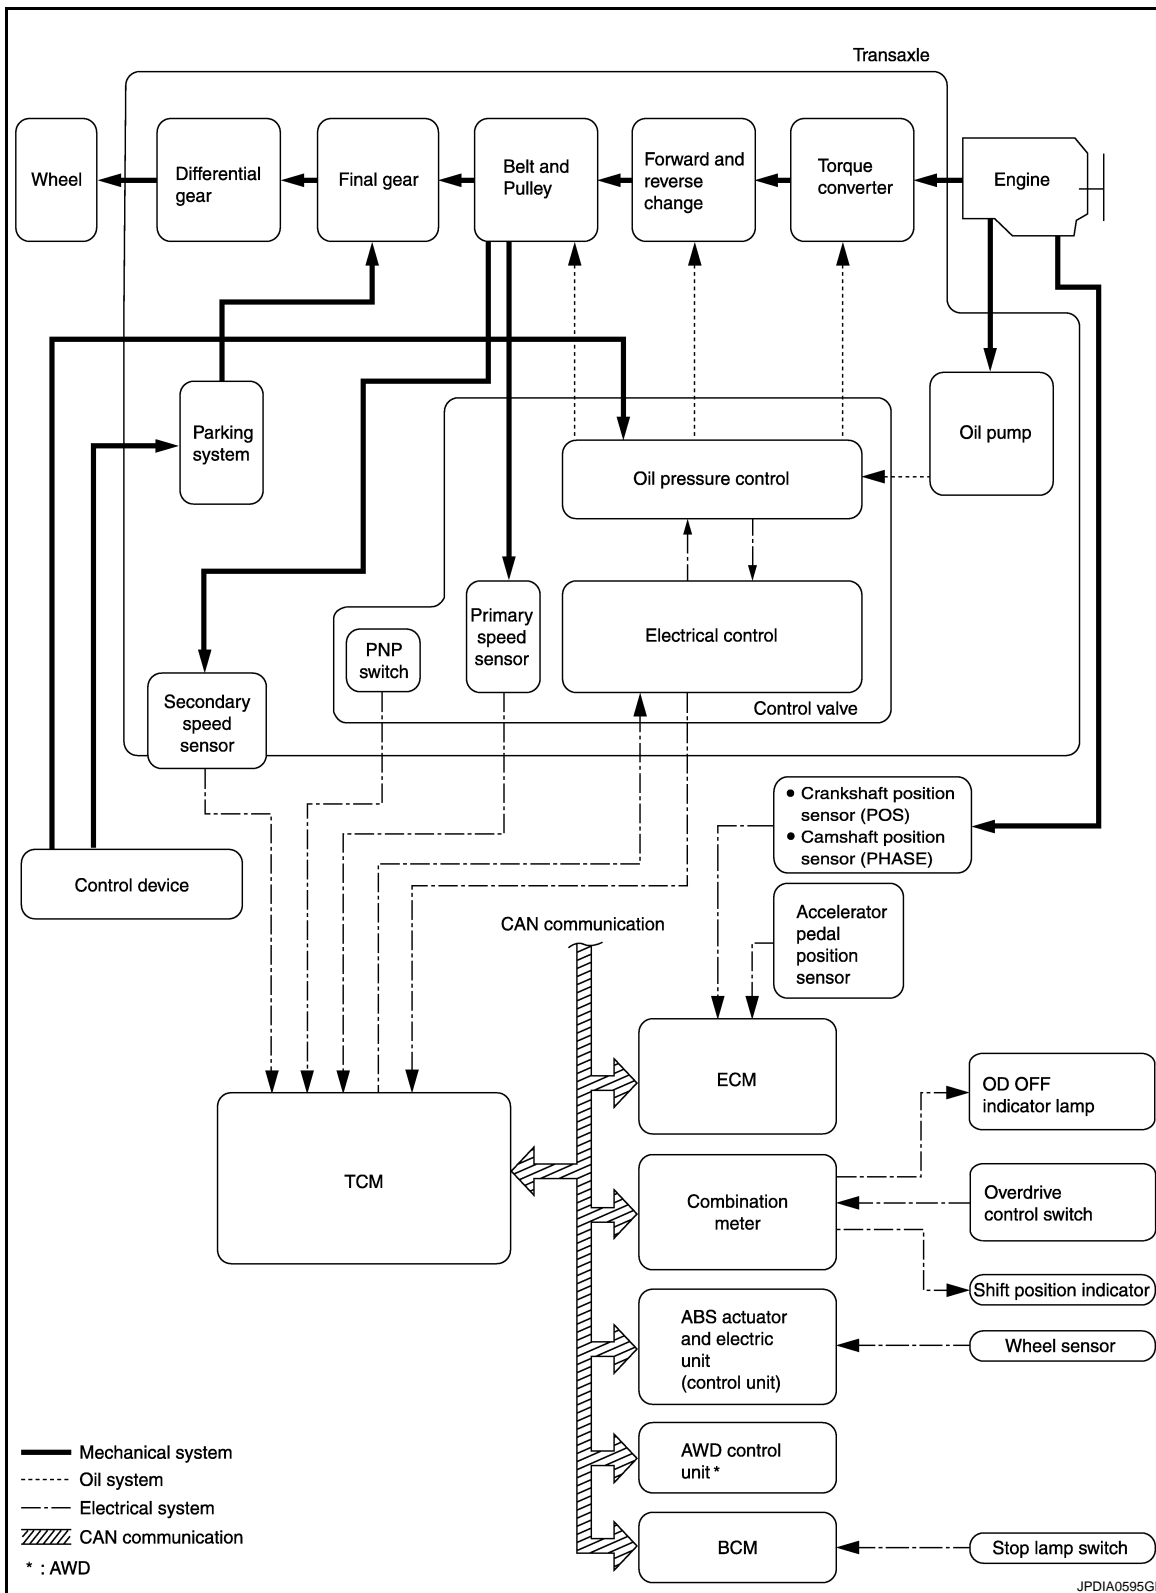 Transaxle
Wheel
Differential
gear
Final gear
Belt and
Pulley
Forward and
reverse
change
Torque
converter
Engine
Parking
system
Oil pump
Oil pressure control
Primary
speed
sensor
Electrical control
PNP
switch
Control valve
Secondary
speed
sensor
• Crankshaft position
sensor (POS)
• Camshaft position
sensor (PHASE)
Control device
Accelerator
pedal
position
sensor
CAN communication
ECM
OD OFF
indicator lamp
TCM
Combination
meter
Overdrive
control switch
Shift position indicator
ABS actuator
and electric
unit
(control unit)
Wheel sensor
AWD control
unit *
BCM
Stop lamp switch
Mechanical system
Oil system
Electrical system
CAN communication
* : AWD